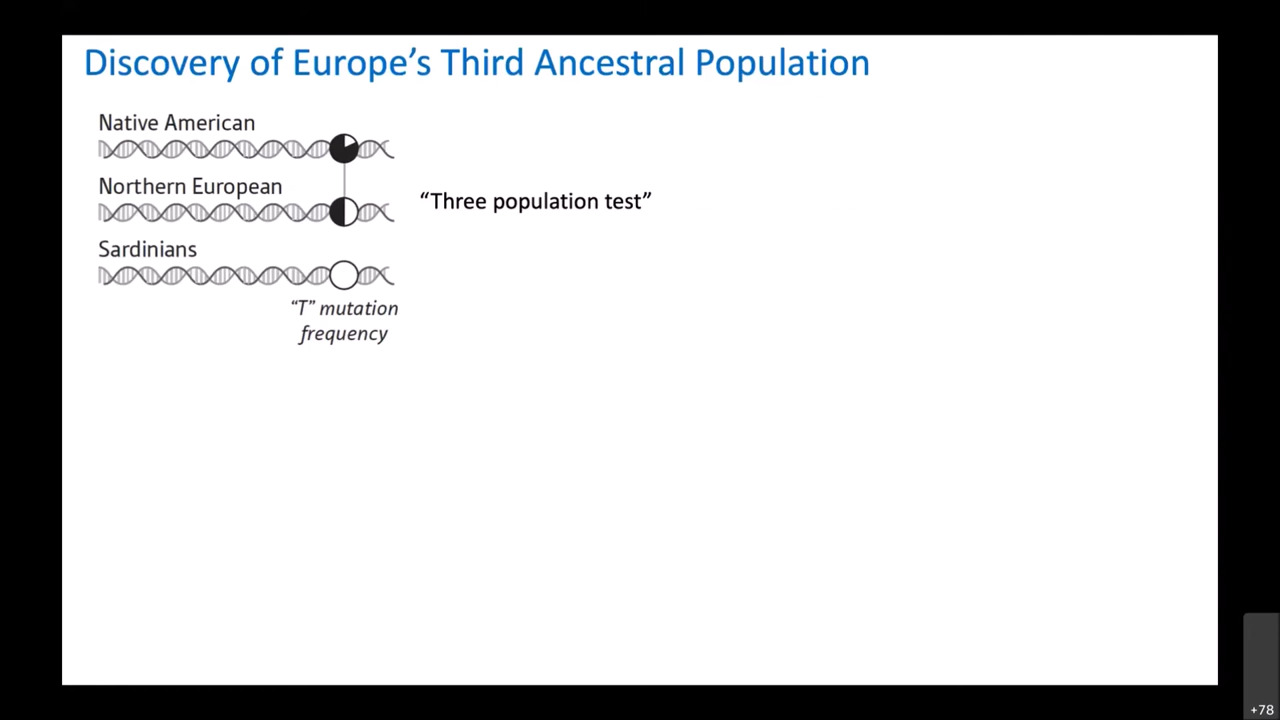 Discovery of Europe’s Third Ancestral Population
Native American
Northern European
“Three population test”
Sardinians
“T” mutation
frequency
+78